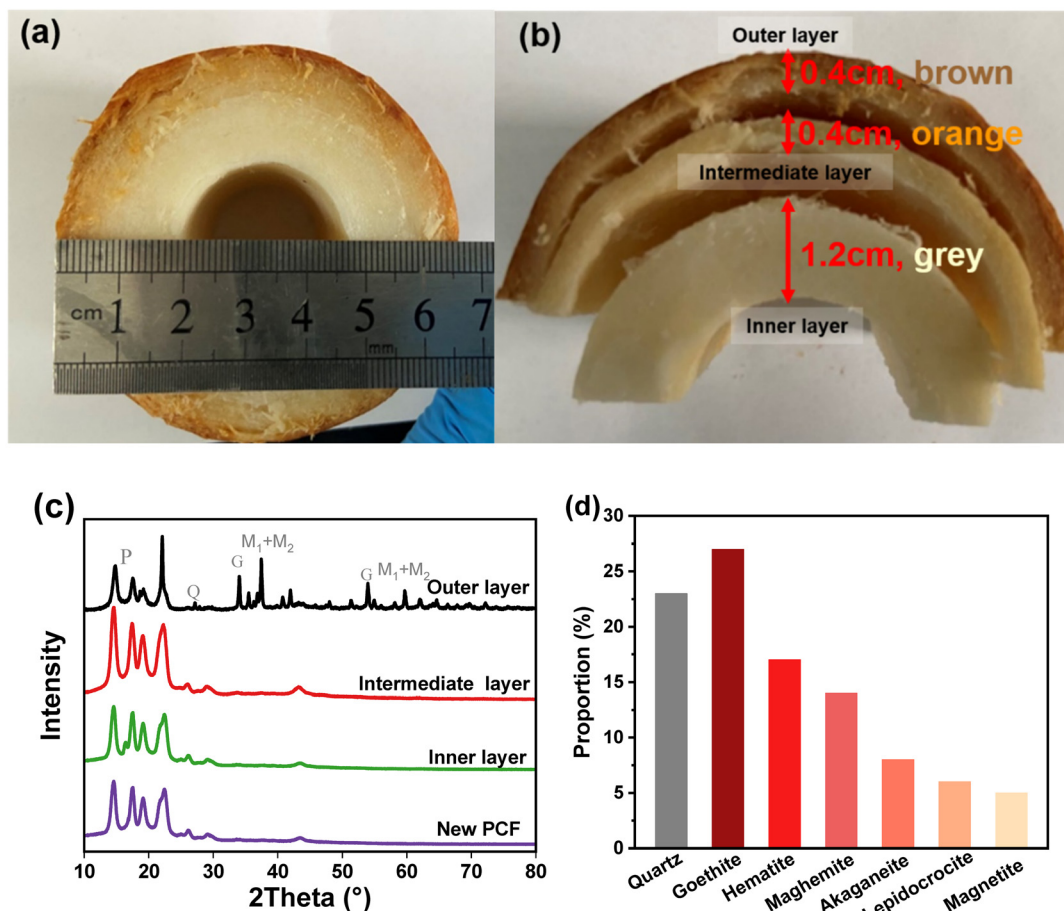 (a)
cm 1 2 3 4 5 6 7
mm
(b)
Outer layer
0.4cm, brown
0.4cm, orange
Intermediate layer
1.2cm, grey
Inner layer
(c)
Intensity
P
Q
G
M₁+M₂
G
M₁+M₂
Outer layer
Intermediate layer
Inner layer
New PCF
10 20 30 40 50 60 70 80
2Theta (°)
(d)
Proportion (%)
30
25
20
15
10
5
0
Quartz
Goethite
Hematite
Maghemite
Akaganeite
Lepidocrocite
Magnetite